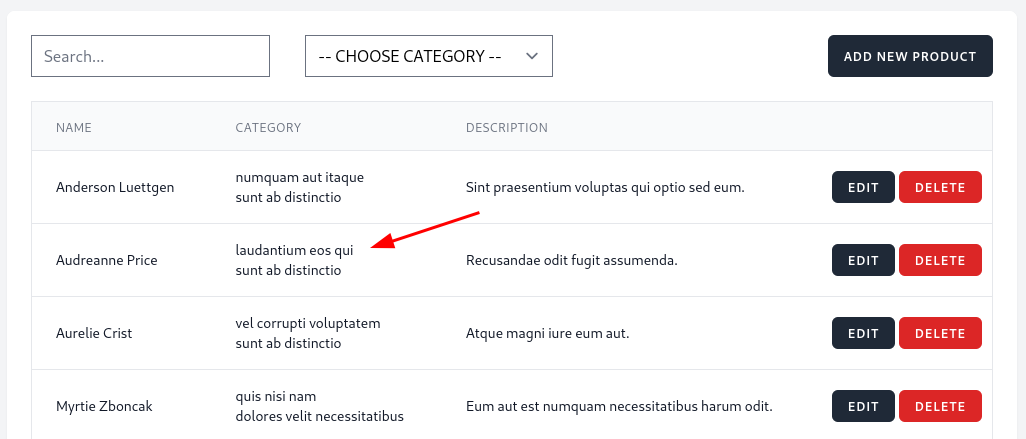 Search...
-- CHOOSE CATEGORY --
ADD NEW PRODUCT
NAME CATEGORY DESCRIPTION
Anderson Luettgen
numquam aut itaque
sunt ab distinctio
Sint praesentium voluptas qui optio sed eum.
EDIT DELETE
Audreanne Price
laudantium eos qui
sunt ab distinctio
Recusandae odit fugit assumenda.
EDIT DELETE
Aurelie Crist
vel corrupti voluptatem
sunt ab distinctio
Atque magni iure eum aut.
EDIT DELETE
Myrtie Zboncak
quis nisi nam
dolores velit necessitatibus
Eum aut est numquam necessitatibus harum odit.
EDIT DELETE